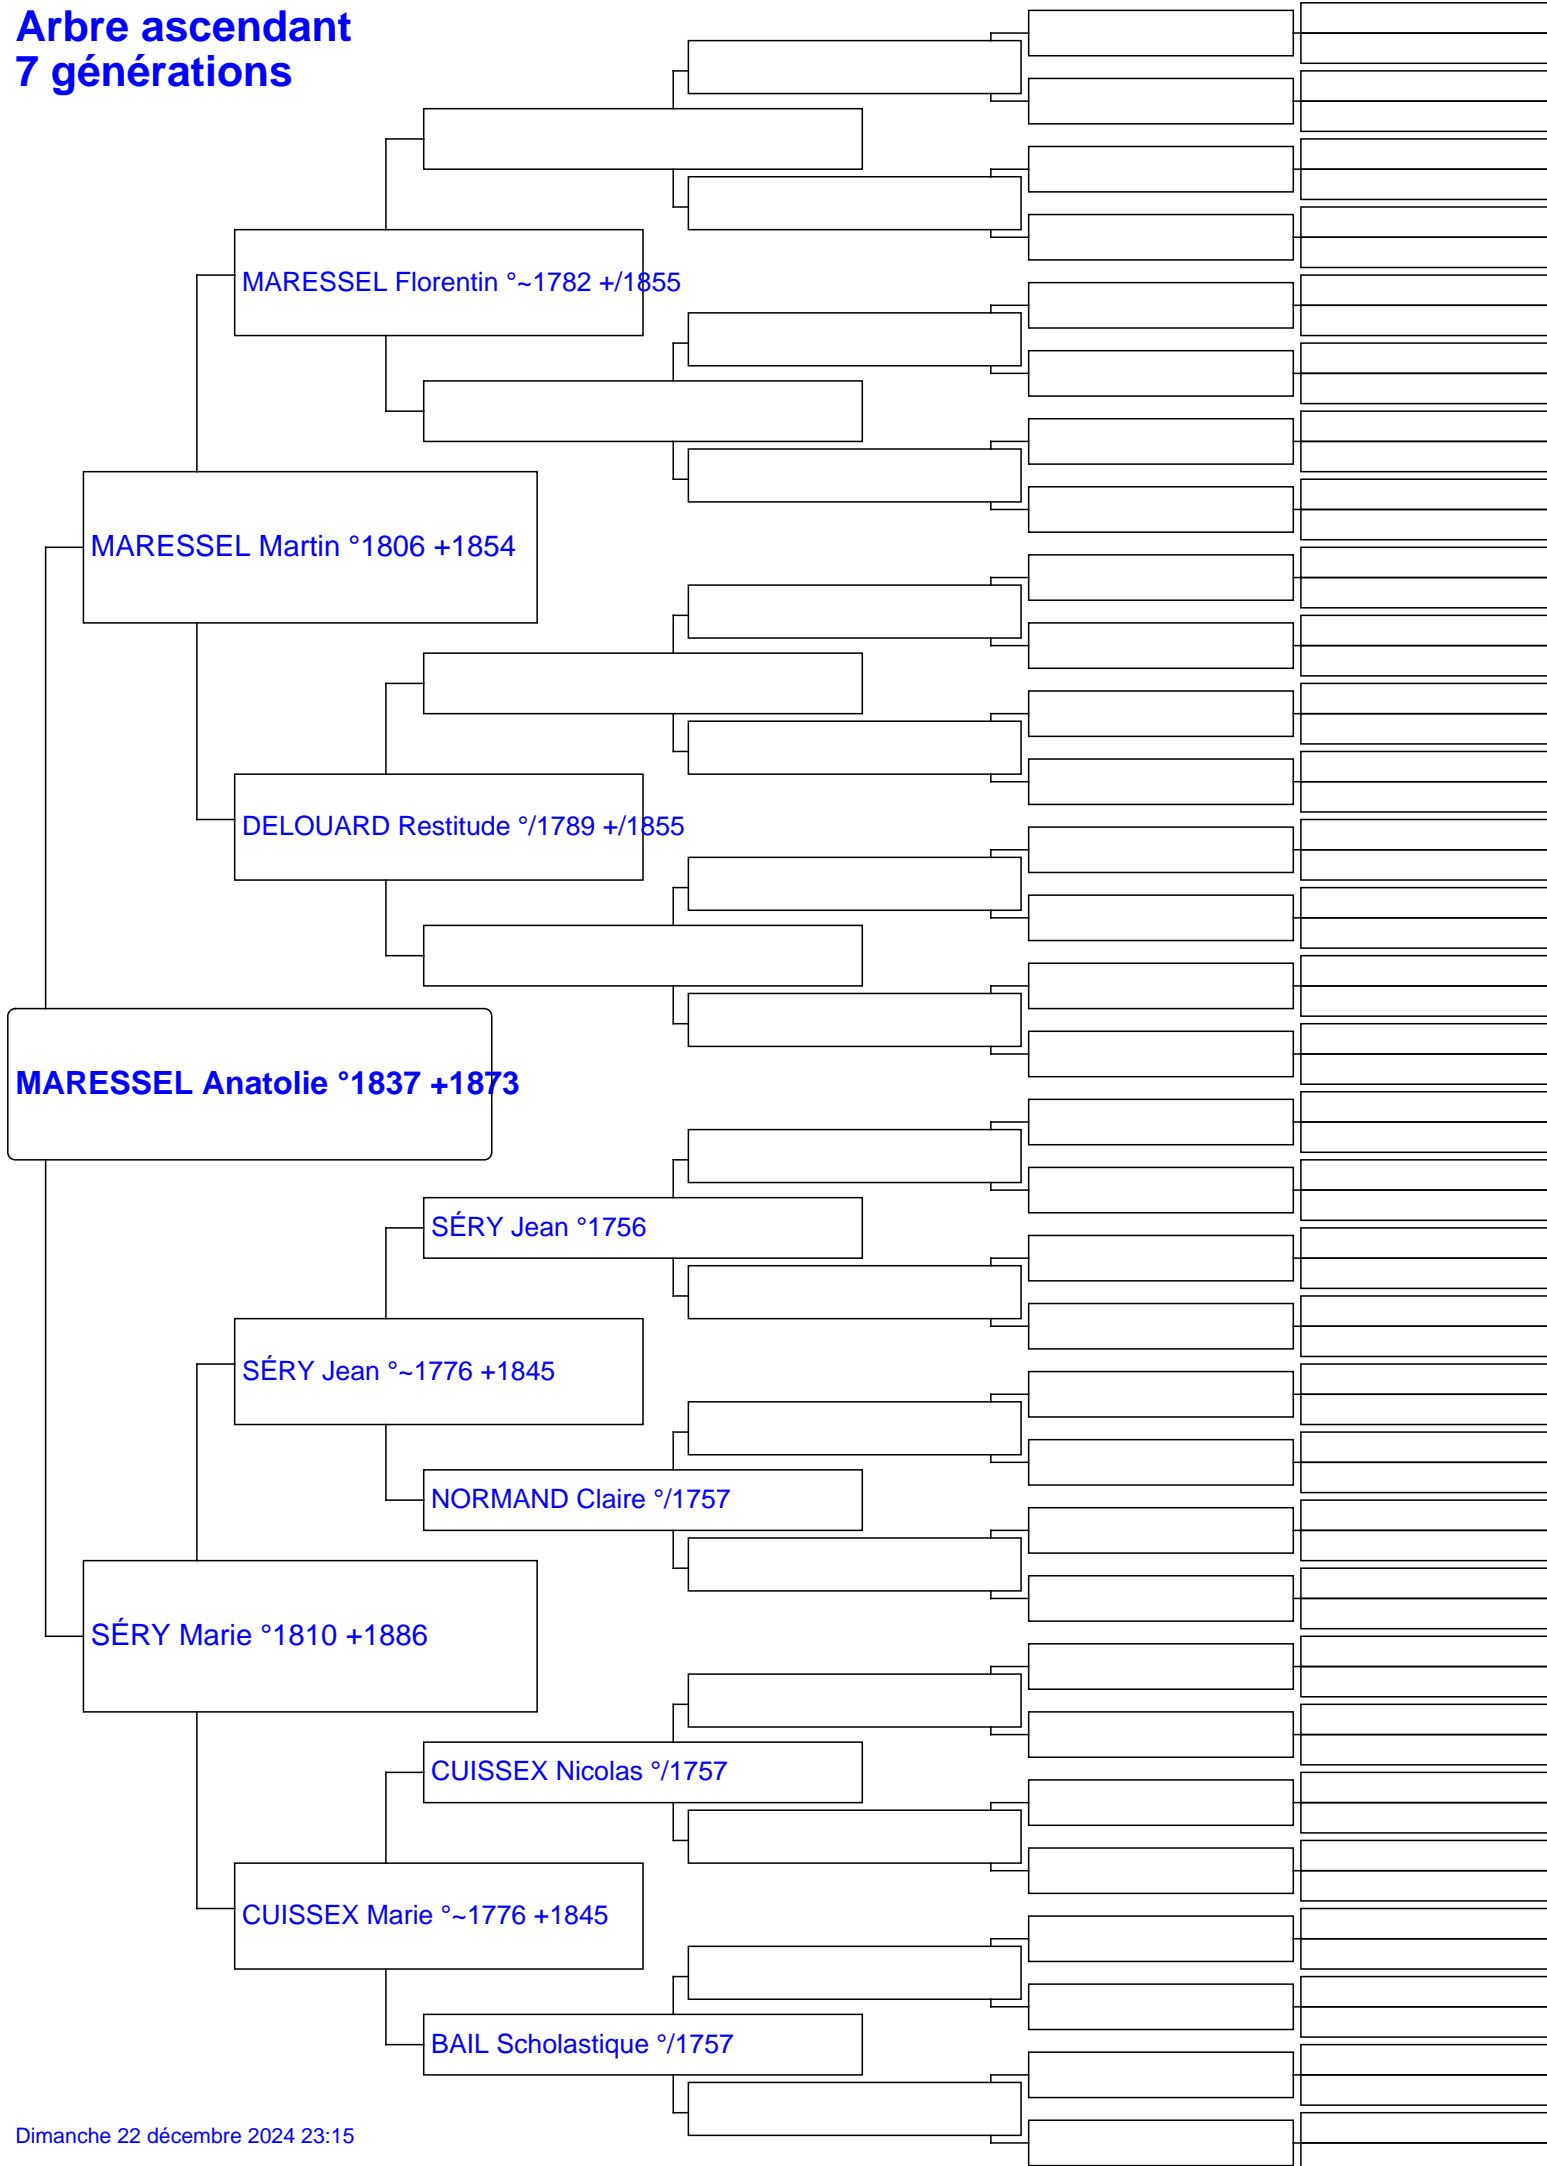 Arbre ascendant
7 générations
MARESSEL Florentin °~1782 +/1855
MARESSEL Martin °1806 +1854
DELOUARD Restitude °/1789 +/1855
MARESSEL Anatolie °1837 +1873
SÉRY Jean °1756
SÉRY Jean °~1776 +1845
NORMAND Claire °/1757
SÉRY Marie °1810 +1886
CUISSEX Nicolas °/1757
CUISSEX Marie °~1776 +1845
BAIL Scholastique °/1757
Dimanche 22 décembre 2024 23:15